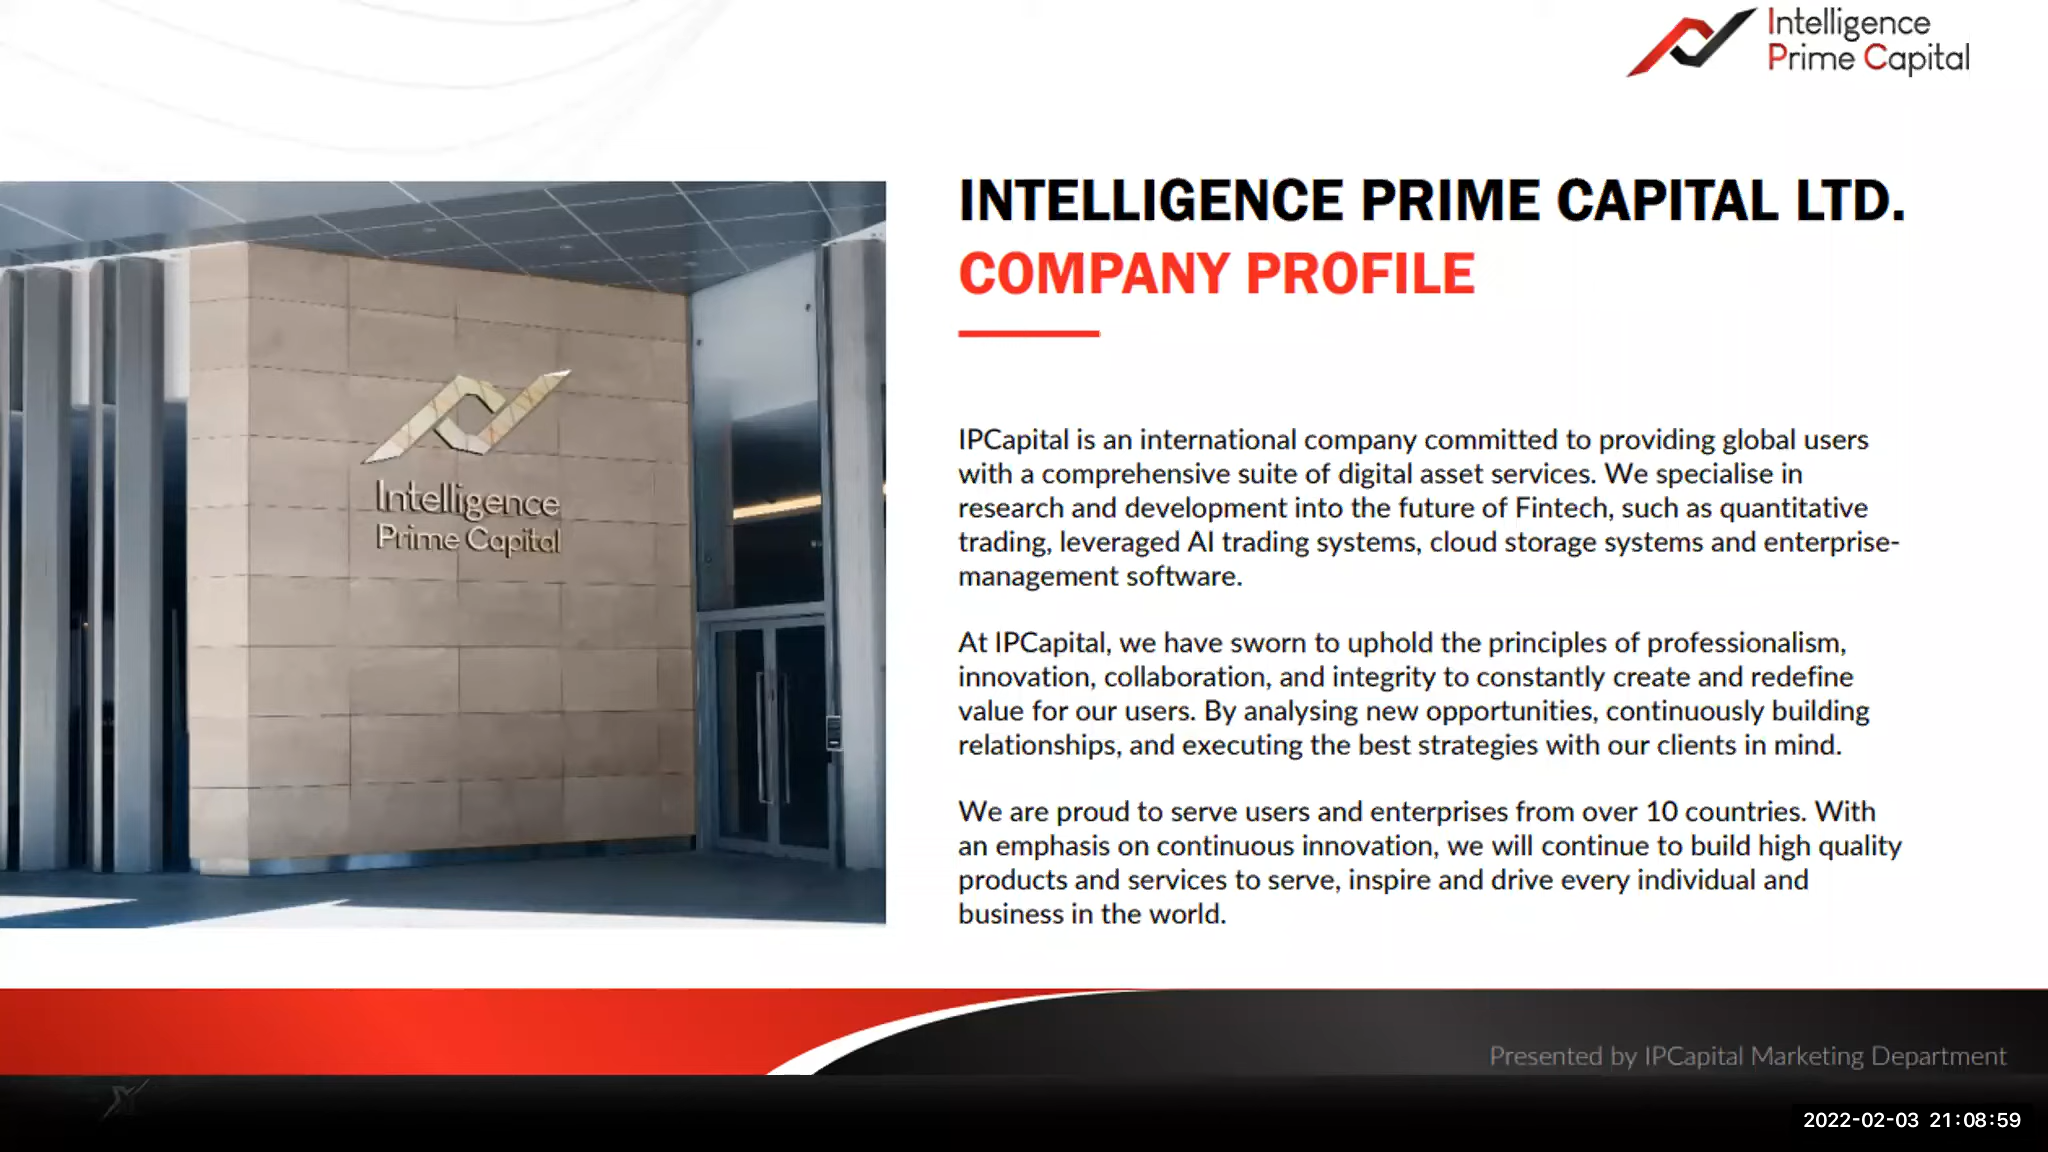 Intelligence
Prime Capital
INTELLIGENCE PRIME CAPITAL LTD.
COMPANY PROFILE
Intelligence
Prime Capital
IPCapital is an international company committed to providing global users
with a comprehensive suite of digital asset services. We specialise in
research and development into the future of Fintech, such as quantitative
trading, leveraged AI trading systems, cloud storage systems and enterprise-
management software.
At IPCapital, we have sworn to uphold the principles of professionalism,
innovation, collaboration, and integrity to constantly create and redefine
value for our users. By analysing new opportunities, continuously building
relationships, and executing the best strategies with our clients in mind.
We are proud to serve users and enterprises from over 10 countries. With
an emphasis on continuous innovation, we will continue to build high quality
products and services to serve, inspire and drive every individual and
business in the world.
Presented by IPCapital Marketing Department
2022-02-03 21:08:59